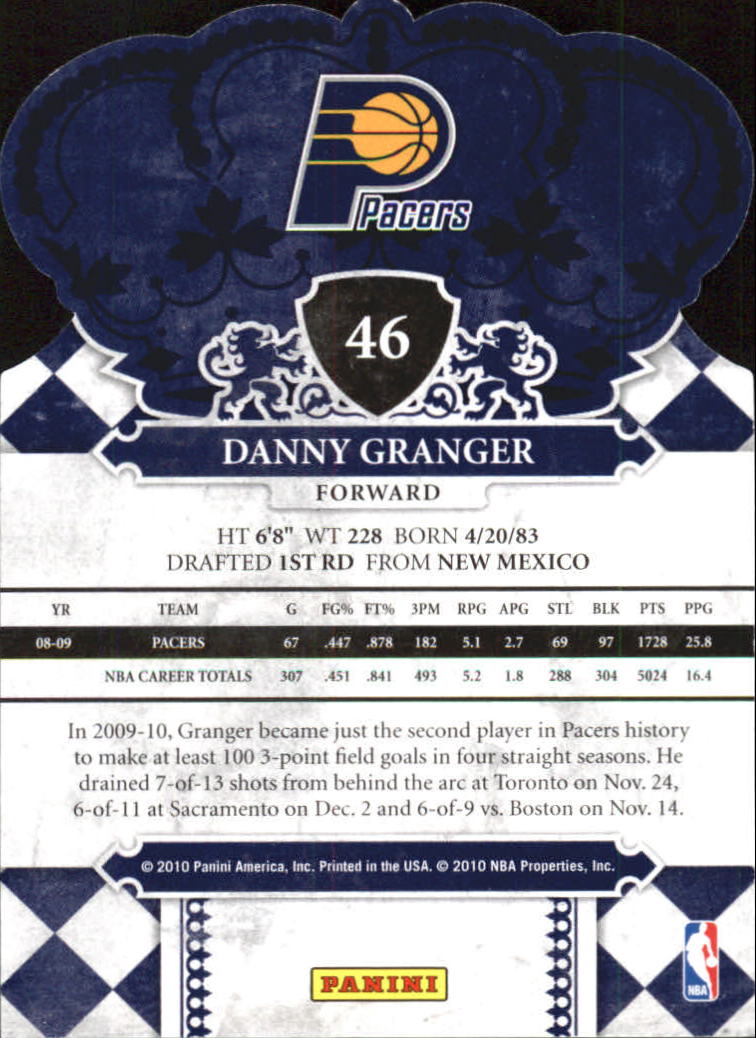 Pacers
46
DANNY GRANGER
FORWARD
HT 6'8" WT 228 BORN 4/20/83
DRAFTED 1ST RD FROM NEW MEXICO
YR TEAM G FG% FT% 3PM RPG APG STL BLK PTS PPG
08-09 PACERS 67 .447 .878 182 5.1 2.7 69 97 1728 25.8
NBA CAREER TOTALS 307 .451 .841 493 5.2 1.8 288 304 5024 16.4
In 2009-10, Granger became just the second player in Pacers history
to make at least 100 3-point field goals in four straight seasons. He
drained 7-of-13 shots from behind the arc at Toronto on Nov. 24,
6-of-11 at Sacramento on Dec. 2 and 6-of-9 vs. Boston on Nov. 14.
© 2010 Panini America, Inc. Printed in the USA. © 2010 NBA Properties, Inc.
PANINI
NBA